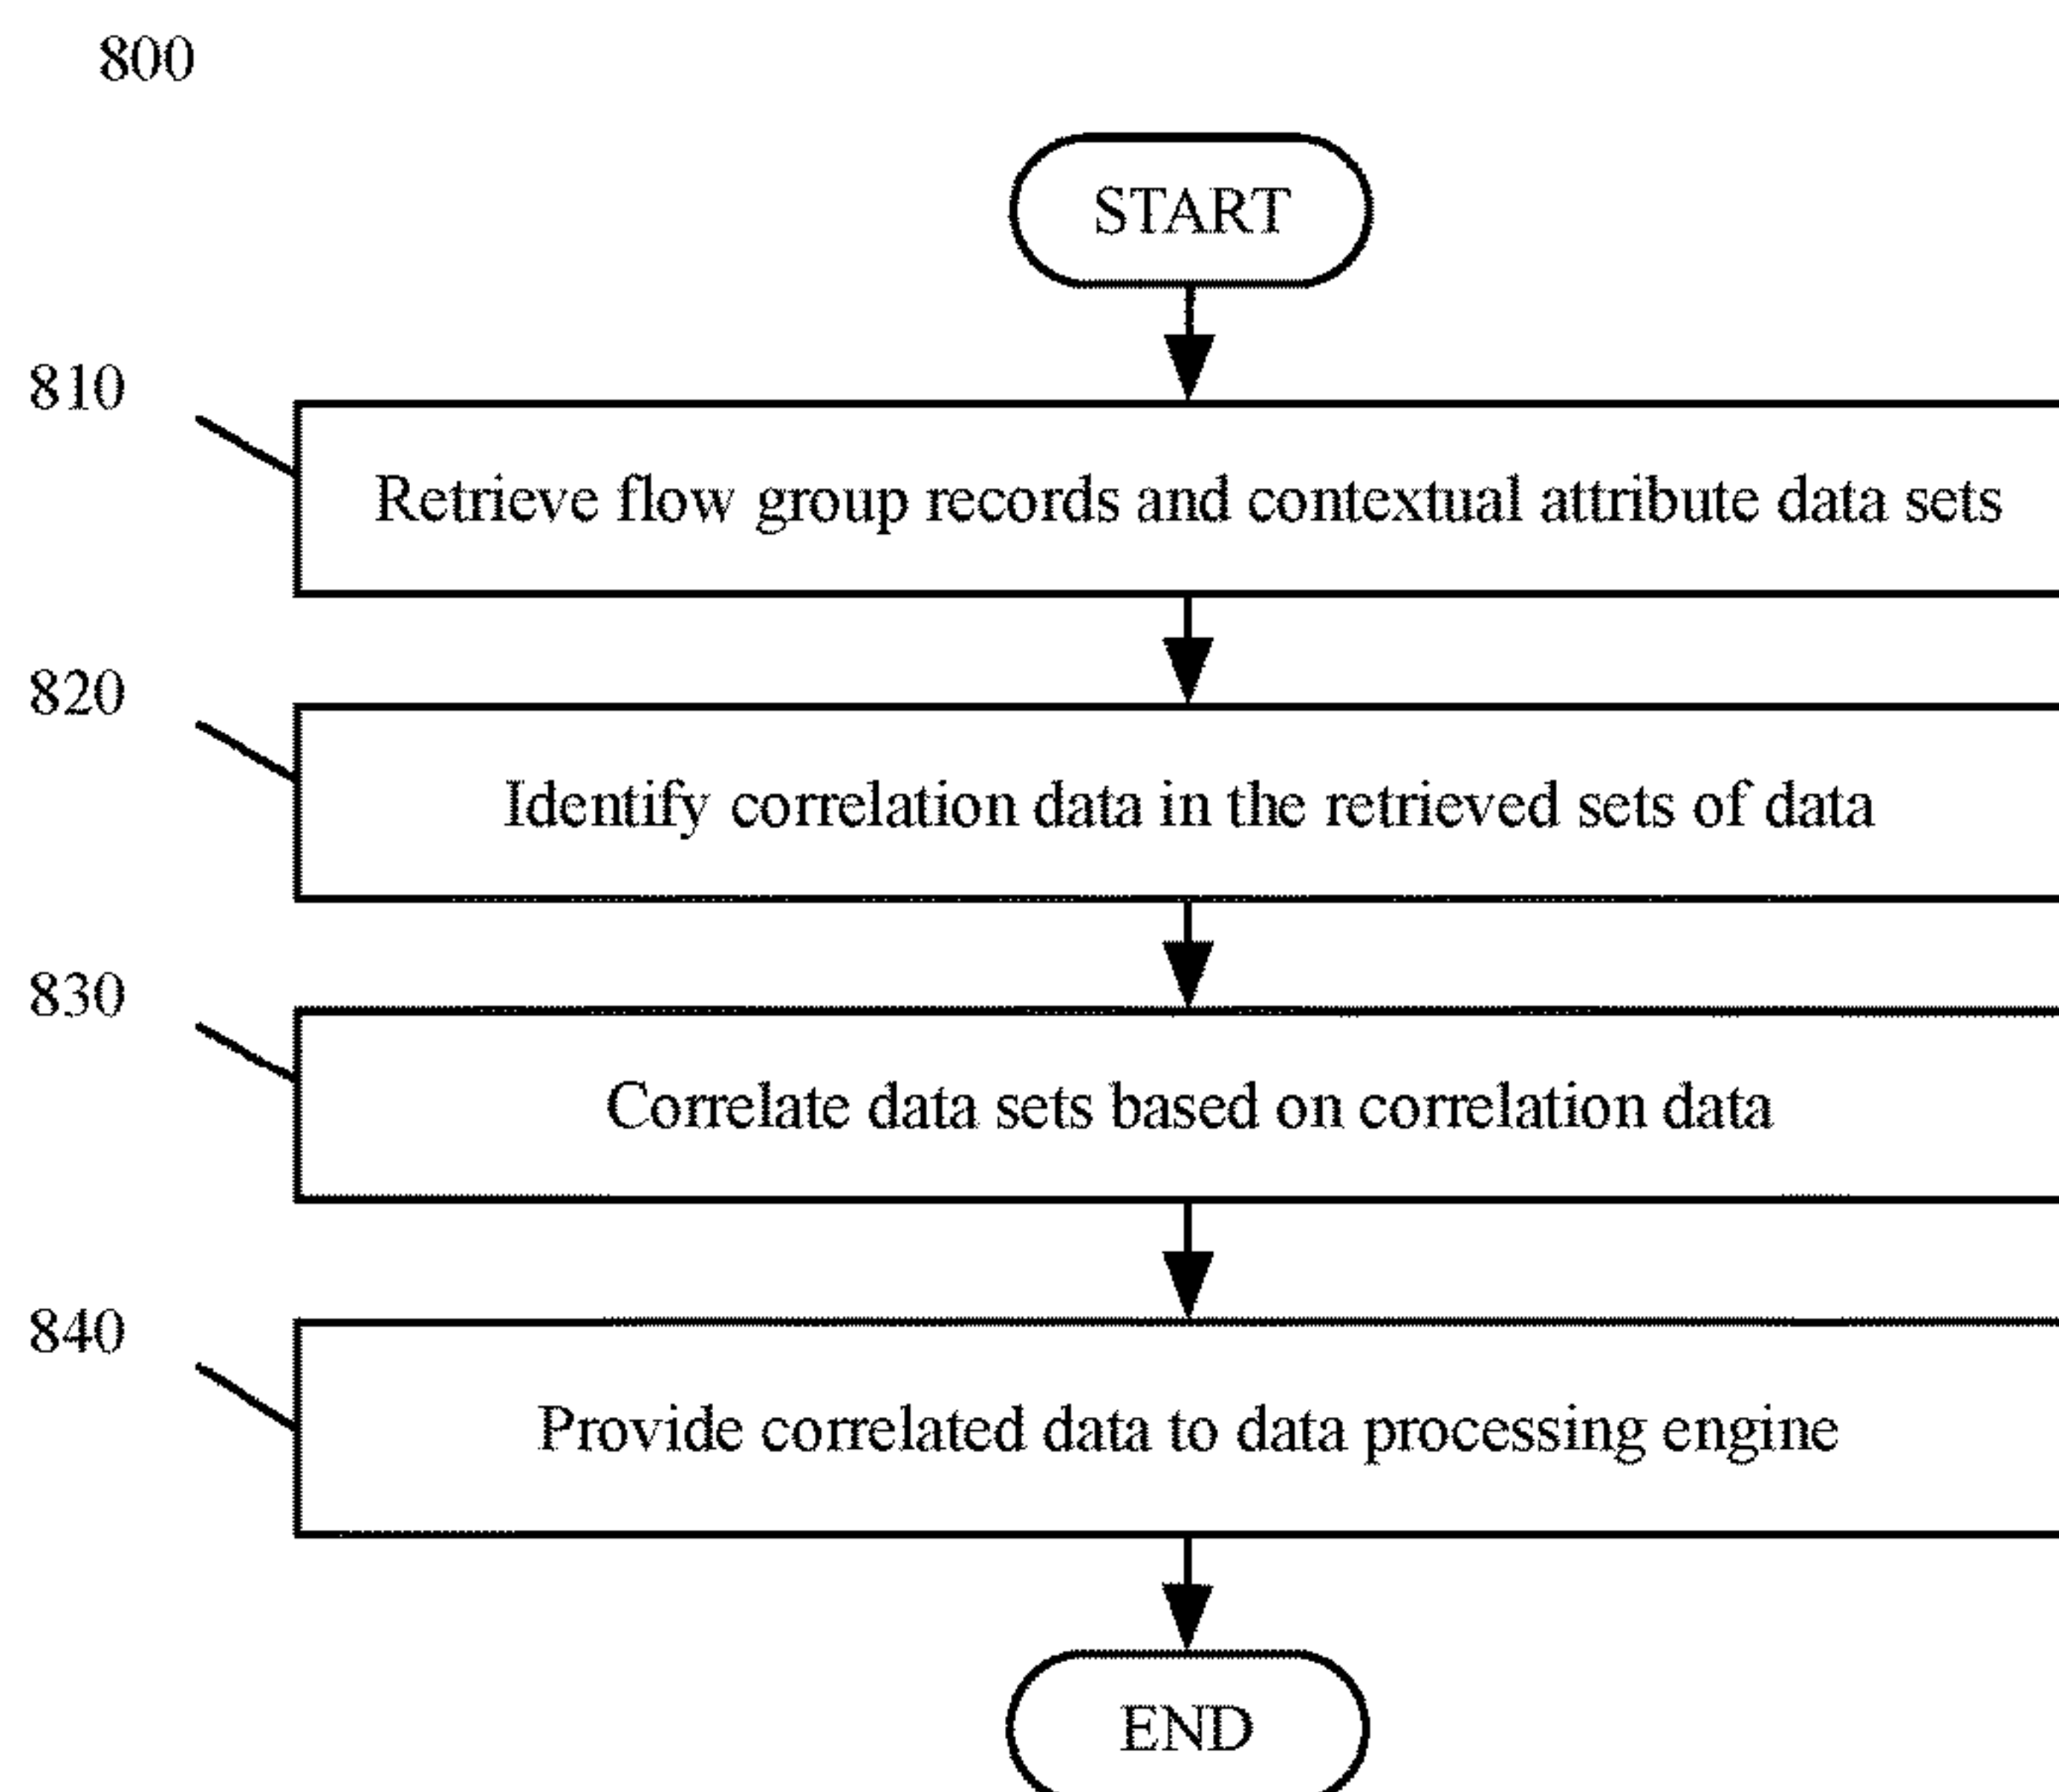 800
START
810
Retrieve flow group records and contextual attribute data sets
820
Identify correlation data in the retrieved sets of data
830
Correlate data sets based on correlation data
840
Provide correlated data to data processing engine
END